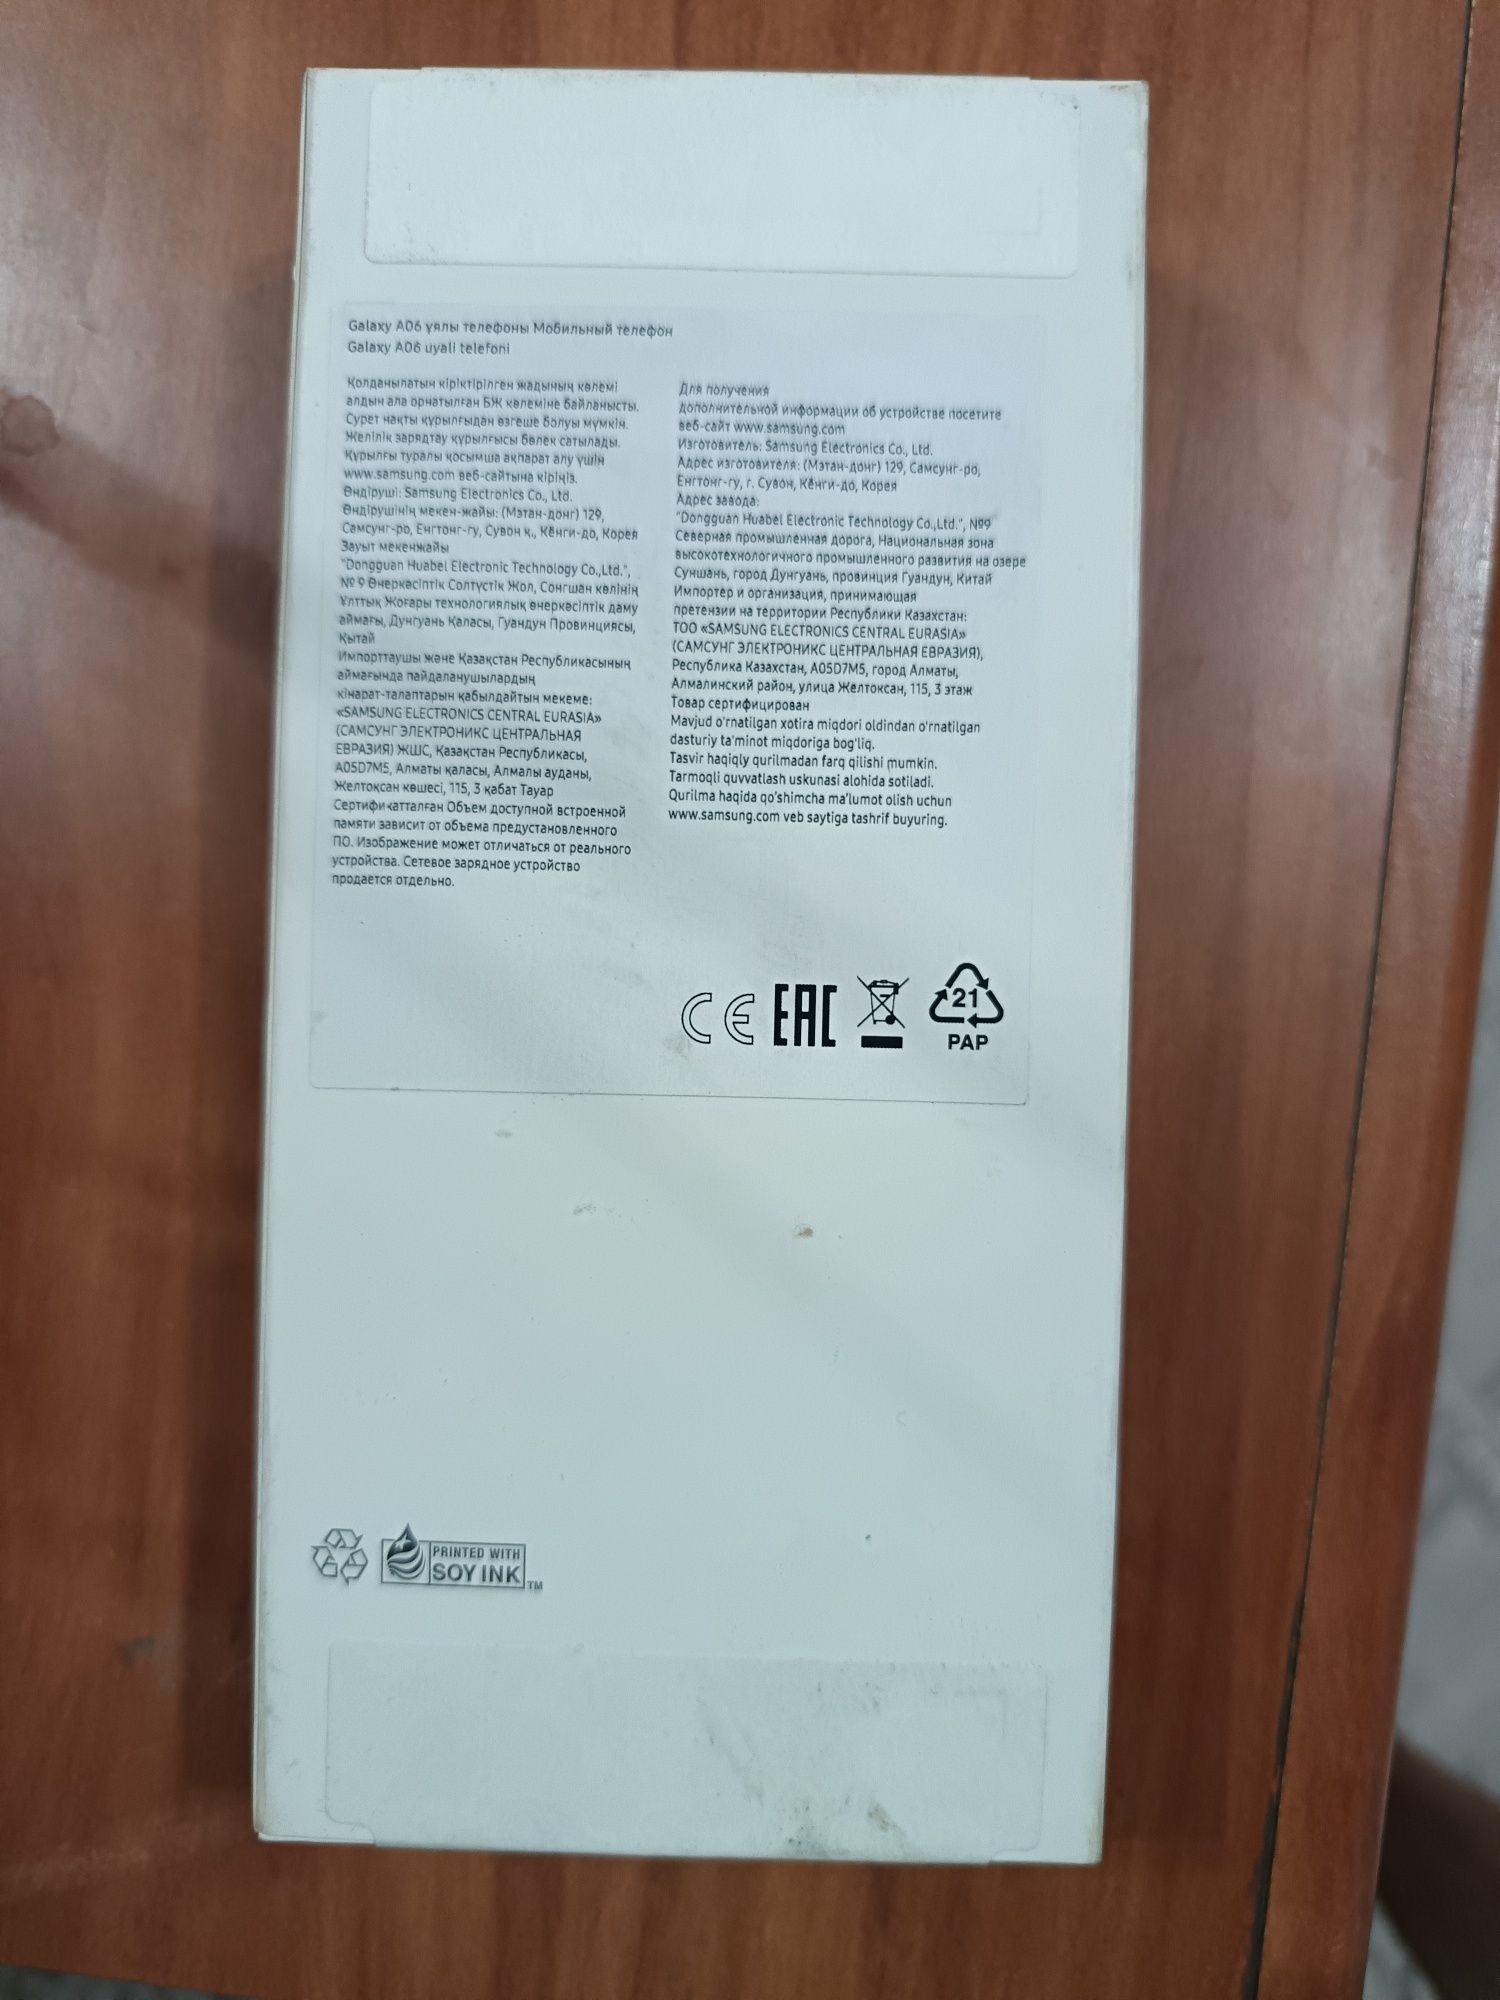 Galaxy A06 ұялы телефоны Мобильный телефон
Galaxy A06 uyali telefoni
Қолданылатын кіріктірілген жадының көлемі
алдын ала орнатылған БЖ көлеміне байланысты.
Сурет нақты құрылғыдан өзгеше болуы мүмкін.
Желілік зарядтау құрылғысы бөлек сатылады.
Құрылғы туралы қосымша ақпарат алу үшін
www.samsung.com веб-сайтына кіріңіз.
Өндіруші: Samsung Electronics Co., Ltd.
Өндірушінің мекен-жайы: (Мэтан-донг) 129,
Самсунг-ро, Енгтонг-гу, Сувон қ., Кёнги-до, Корея
Зауыт мекенжайы
"Dongguan Huabel Electronic Technology Co.,Ltd.",
№ 9 Өнеркәсіптік Солтүстік Жол, Сонгшан көлінің
Ұлттық Жоғары технологиялық өнеркәсіптік даму
аймағы, Дунгуань Қаласы, Гуандун Провинциясы,
Қытай
Импорттаушы және Қазақстан Республикасының
аймағында пайдаланушылардың
кінарат-талаптарын қабылдайтын мекеме:
«SAMSUNG ELECTRONICS CENTRAL EURASIA»
(САМСУНГ ЭЛЕКТРОНИКС ЦЕНТРАЛЬНАЯ
ЕВРАЗИЯ) ЖШС, Қазақстан Республикасы,
A05D7M5, Алматы қаласы, Алмалы ауданы,
Желтоқсан көшесі, 115, 3 қабат Тауар
Сертификатталған Объем доступной встроенной
памяти зависит от объема предустановленного
ПО. Изображение может отличаться от реального
устройства. Сетевое зарядное устройство
продается отдельно.
Для получения
дополнительной информации об устройстве посетите
веб-сайт www.samsung.com
Изготовитель: Samsung Electronics Co., Ltd.
Адрес изготовителя: (Мэтан-донг) 129, Самсунг-ро,
Енгтонг-гу, г. Сувон, Кёнги-до, Корея
Адрес завода:
"Dongguan Huabel Electronic Technology Co.,Ltd.", №9
Северная промышленная дорога, Национальная зона
высокотехнологичного промышленного развития на озере
Суншань, город Дунгуань, провинция Гуандун, Китай
Импортер и организация, принимающая
претензии на территории Республики Казахстан:
ТОО «SAMSUNG ELECTRONICS CENTRAL EURASIA»
(САМСУНГ ЭЛЕКТРОНИКС ЦЕНТРАЛЬНАЯ ЕВРАЗИЯ),
Республика Казахстан, A05D7M5, город Алматы,
Алмалинский район, улица Желтоксан, 115, 3 этаж
Товар сертифицирован
Mavjud o'rnatilgan xotira miqdori oldindan o'rnatilgan
dasturiy ta'minot miqdoriga bog'liq.
Tasvir haqiqly qurilmadan farq qilishi mumkin.
Tarmoqli quvvatlash uskunasi alohida sotiladi.
Qurilma haqida qo'shimcha ma'lumot olish uchun
www.samsung.com veb saytiga tashrif buyuring.
CE EAC 21
PAP
PRINTED WITH
SOY INK TM